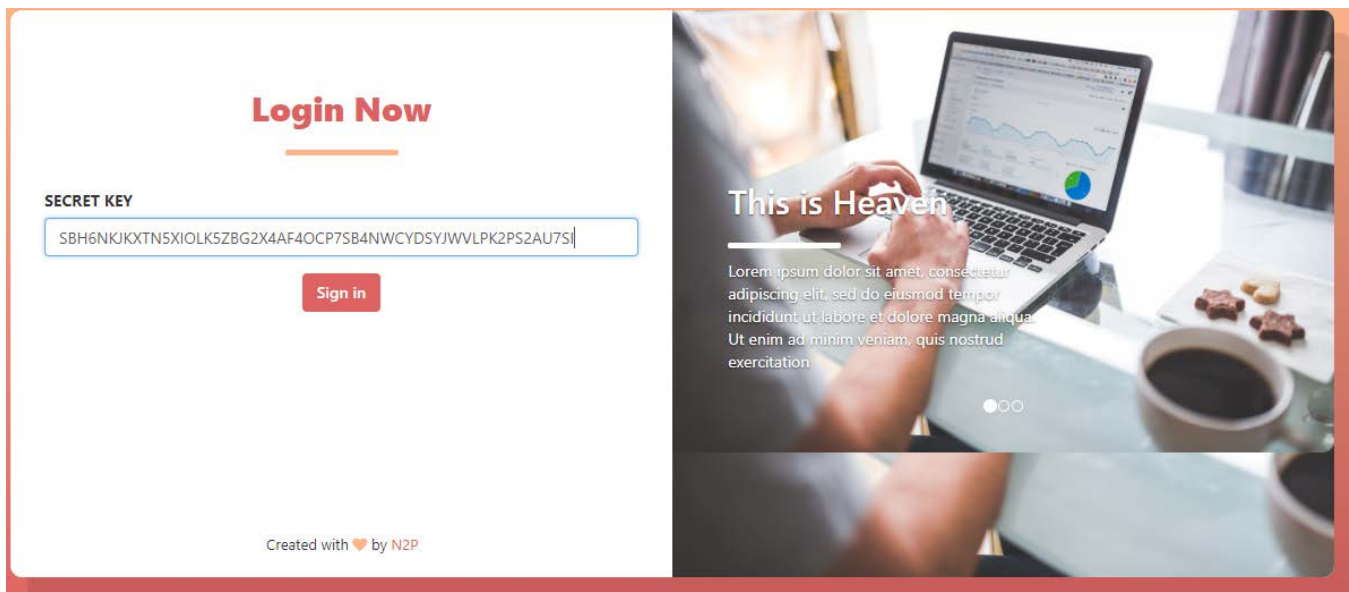 Login Now
SECRET KEY
SBH6NKJKXTN5XIOLK5ZBG2X4AF4OCP7SB4NWCYDSYJWVLPK2PS2AU7SI
Sign in
Created with 🧡 by N2P
This is Heaven
Lorem ipsum dolor sit amet, consectetur
adipiscing elit, sed do eiusmod tempor
incididunt ut labore et dolore magna aliqua.
Ut enim ad minim veniam, quis nostrud
exercitation